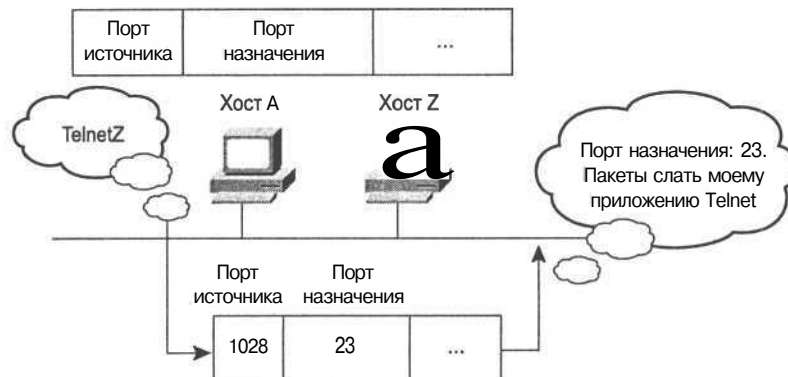 Порт
источника
Порт
назначения
...
TelnetZ
Хост А
Хост Z
a
Порт назначения: 23.
Пакеты слать моему
приложению Telnet
Порт
источника
Порт
назначения
1028
23
...